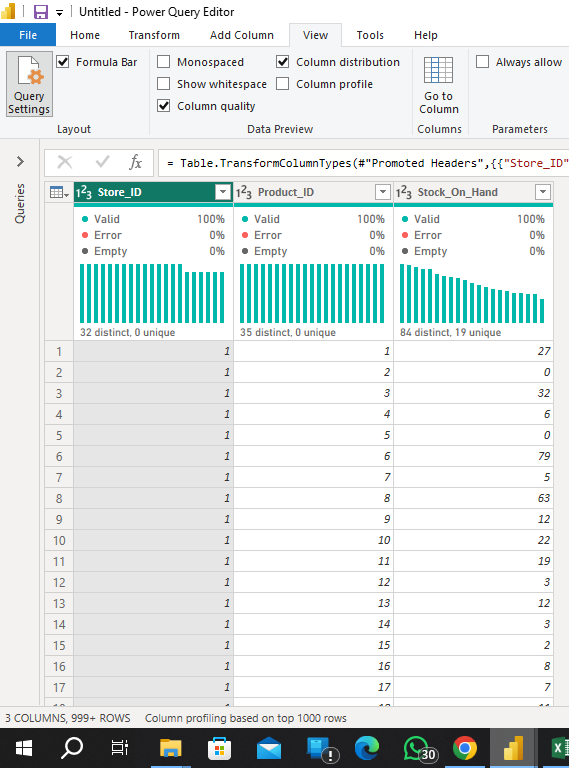 Untitled - Power Query Editor
File Home Transform Add Column View Tools Help
Formula Bar Monospaced Column distribution Always allow
Show whitespace Column profile
Query Settings Column quality Go to Column
Layout Data Preview Columns Parameters
fx = Table.TransformColumnTypes(#"Promoted Headers",{{"Store_ID"
Queries
1²3 Store_ID 1²3 Product_ID 1²3 Stock_On_Hand
Valid 100% Valid 100% Valid 100%
Error 0% Error 0% Error 0%
Empty 0% Empty 0% Empty 0%
32 distinct, 0 unique 35 distinct, 0 unique 84 distinct, 19 unique
1 1 1 27
2 1 2 0
3 1 3 32
4 1 4 6
5 1 5 0
6 1 6 79
7 1 7 5
8 1 8 63
9 1 9 12
10 1 10 22
11 1 11 19
12 1 12 3
13 1 13 12
14 1 14 3
15 1 15 2
16 1 16 8
17 1 17 7
3 COLUMNS, 999+ ROWS Column profiling based on top 1000 rows
30